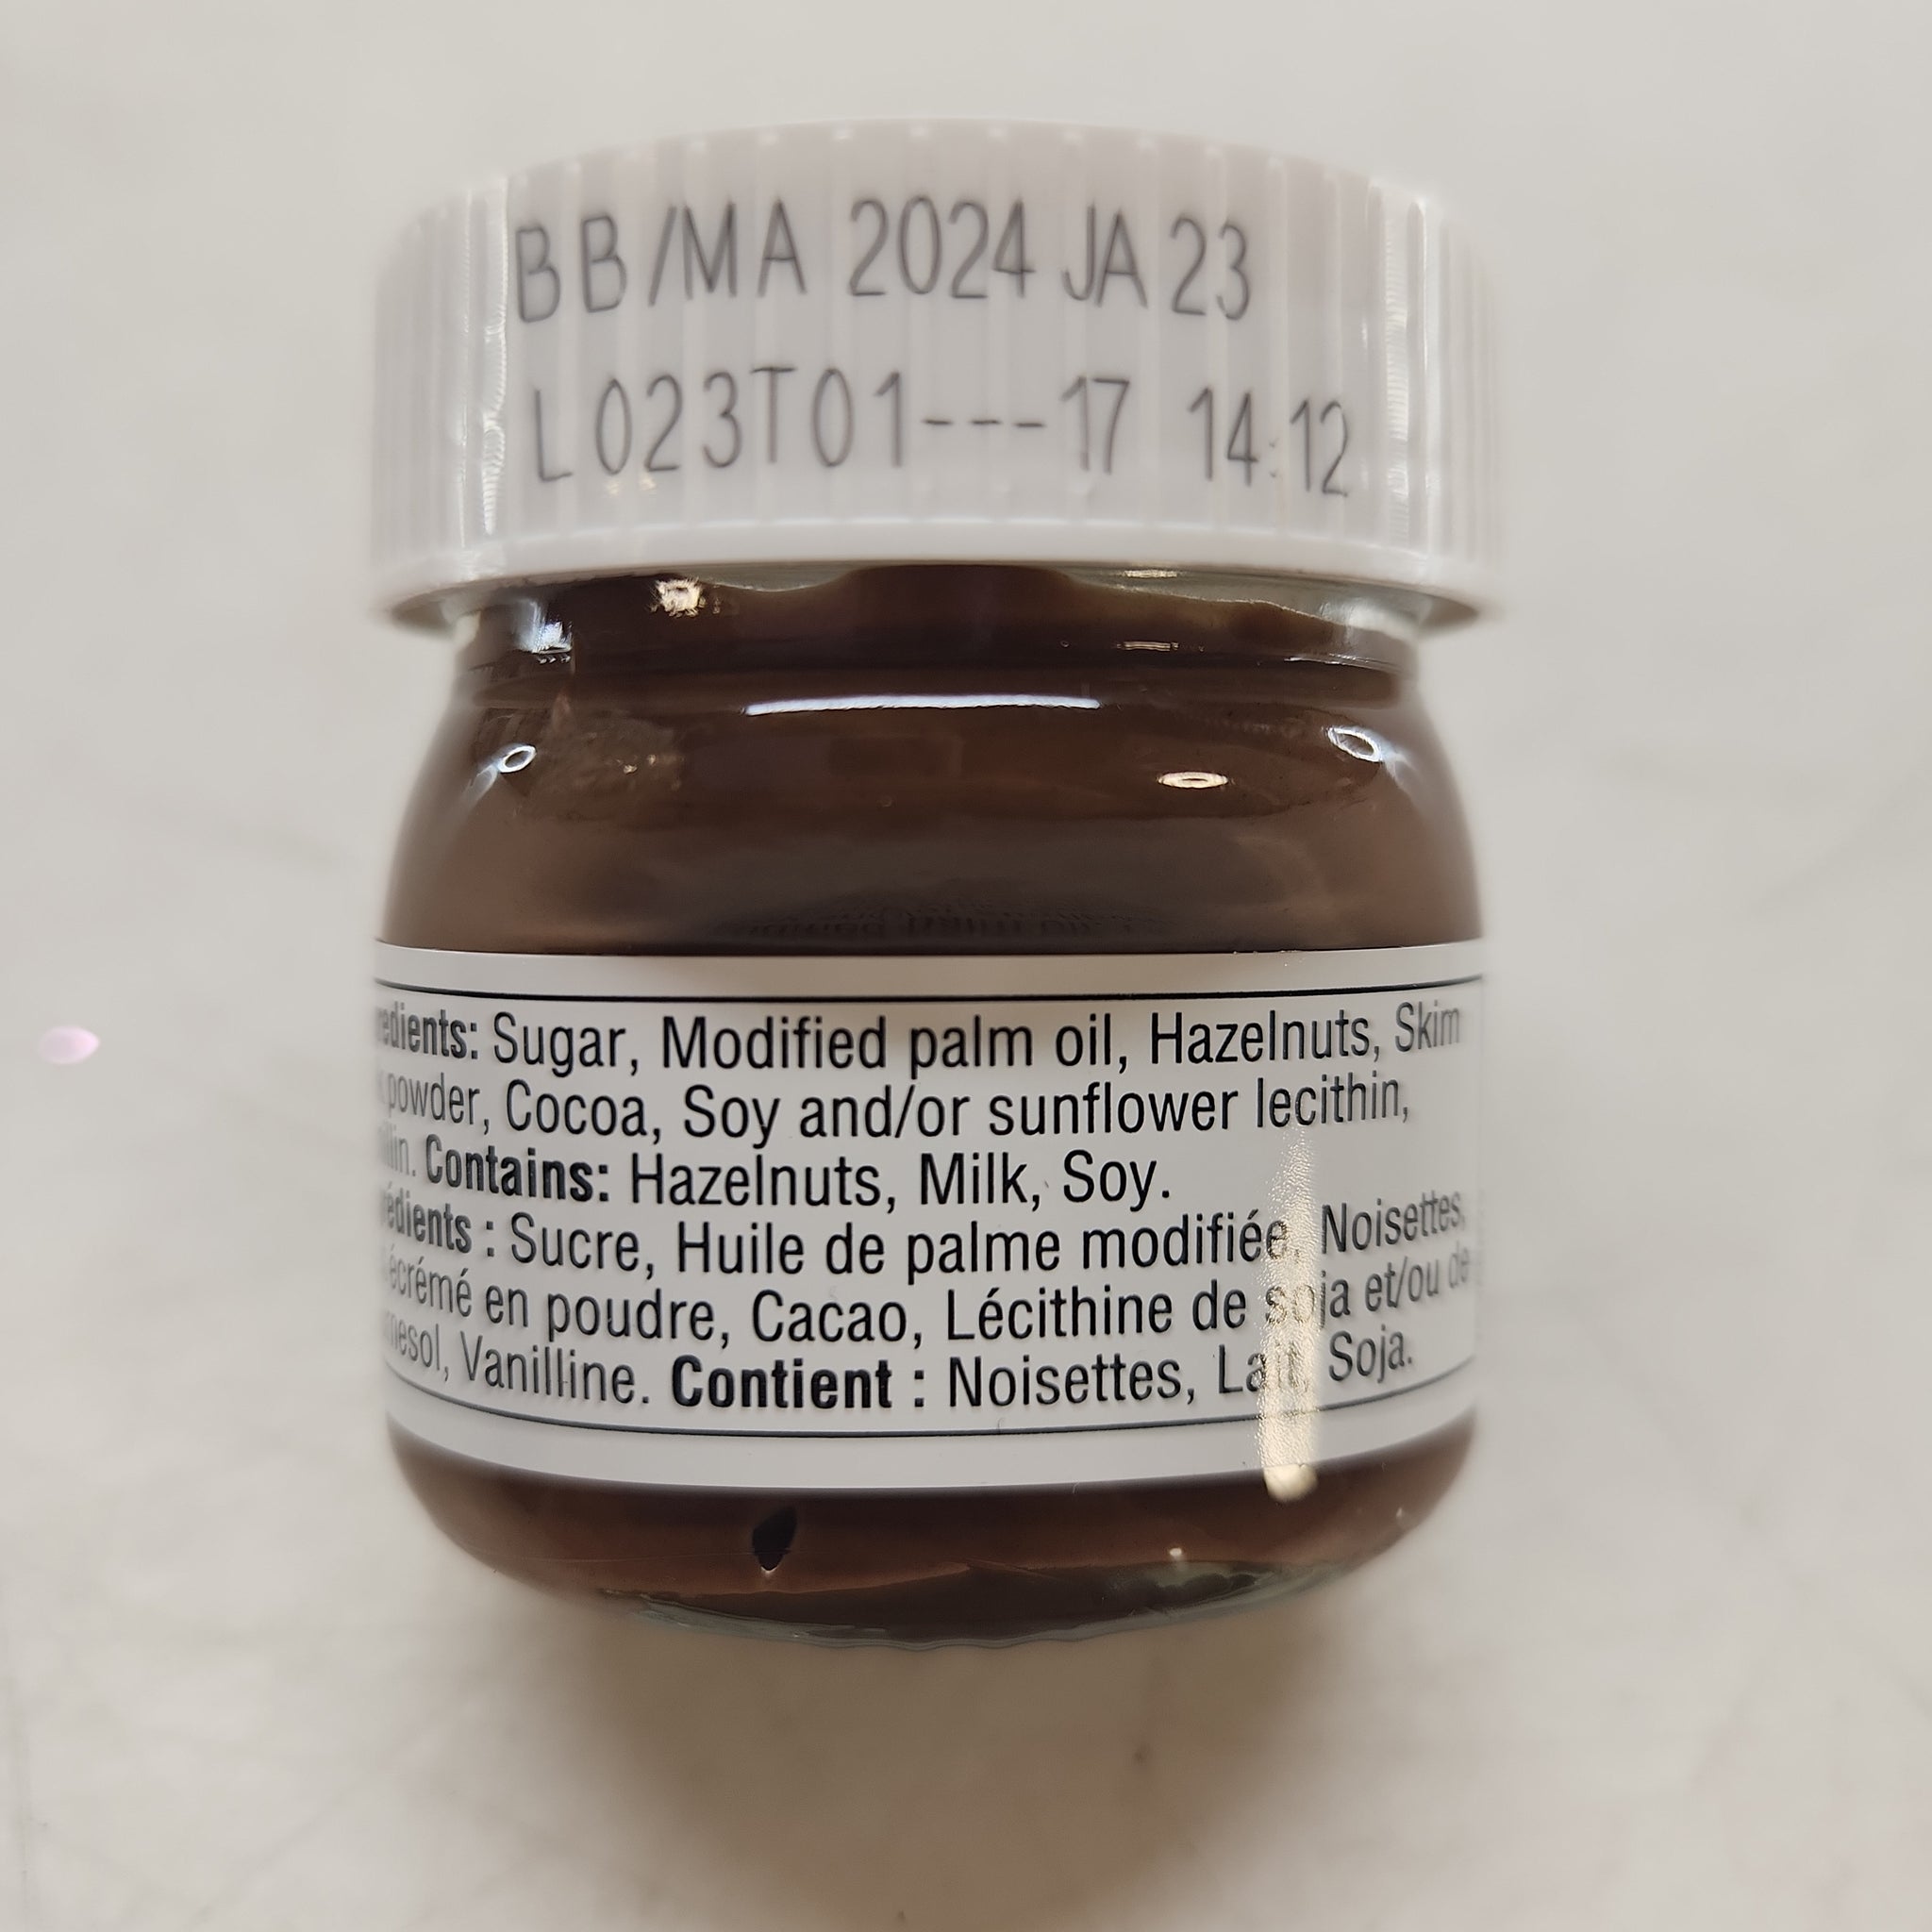 BB/MA 2024 JA 23
L023T01---17 14:12
Sugar, Modified palm oil, Hazelnuts, Skim
powder, Cocoa, Soy and/or sunflower lecithin,
Contains: Hazelnuts, Milk, Soy.
: Sucre, Huile de palme modifiée, Noisettes,
écrémé en poudre, Cacao, Lécithine de soja et/ou de
Vanilline. Contient : Noisettes, Lait, Soja.